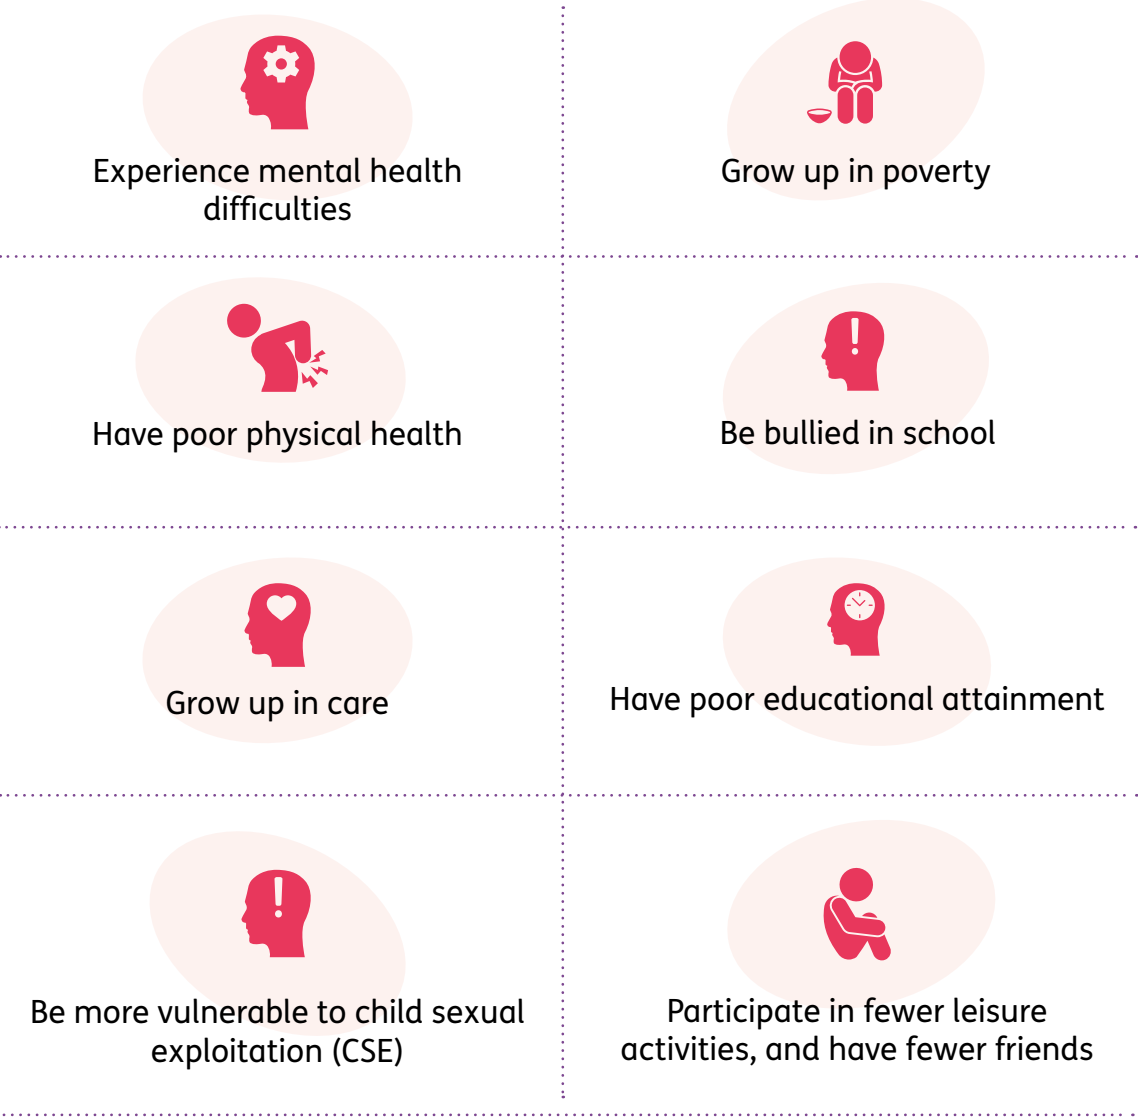 Experience mental health
difficulties
Grow up in poverty
Have poor physical health
Be bullied in school
Grow up in care
Have poor educational attainment
Be more vulnerable to child sexual
exploitation (CSE)
Participate in fewer leisure
activities, and have fewer friends